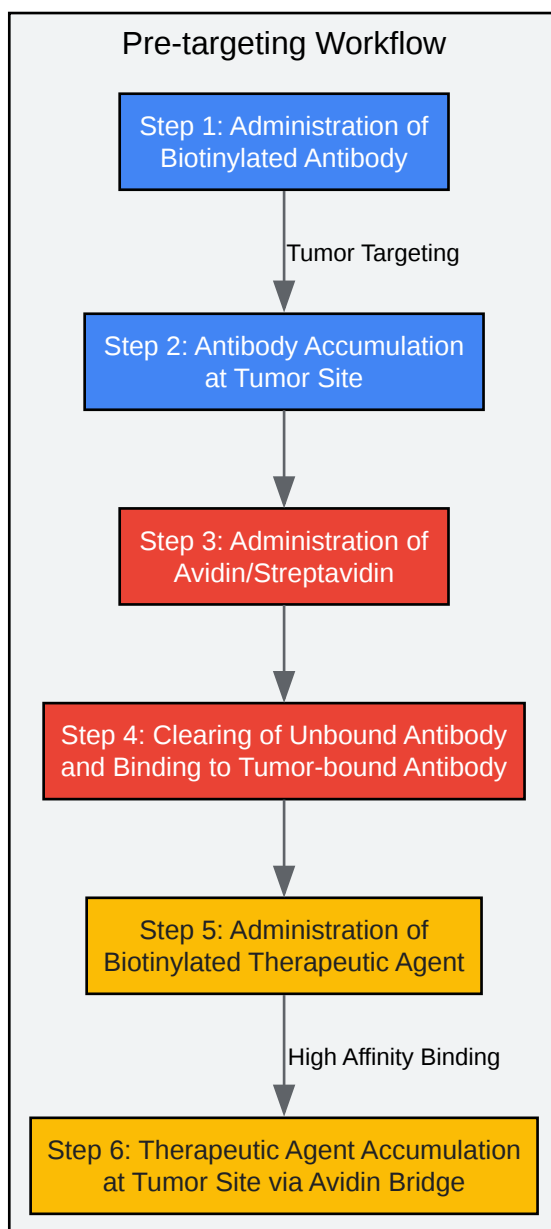 Pre-targeting Workflow
Step 1: Administration of
Biotinylated Antibody
Tumor Targeting
Step 2: Antibody Accumulation
at Tumor Site
Step 3: Administration of
Avidin/Streptavidin
Step 4: Clearing of Unbound Antibody
and Binding to Tumor-bound Antibody
Step 5: Administration of
Biotinylated Therapeutic Agent
High Affinity Binding
Step 6: Therapeutic Agent Accumulation
at Tumor Site via Avidin Bridge